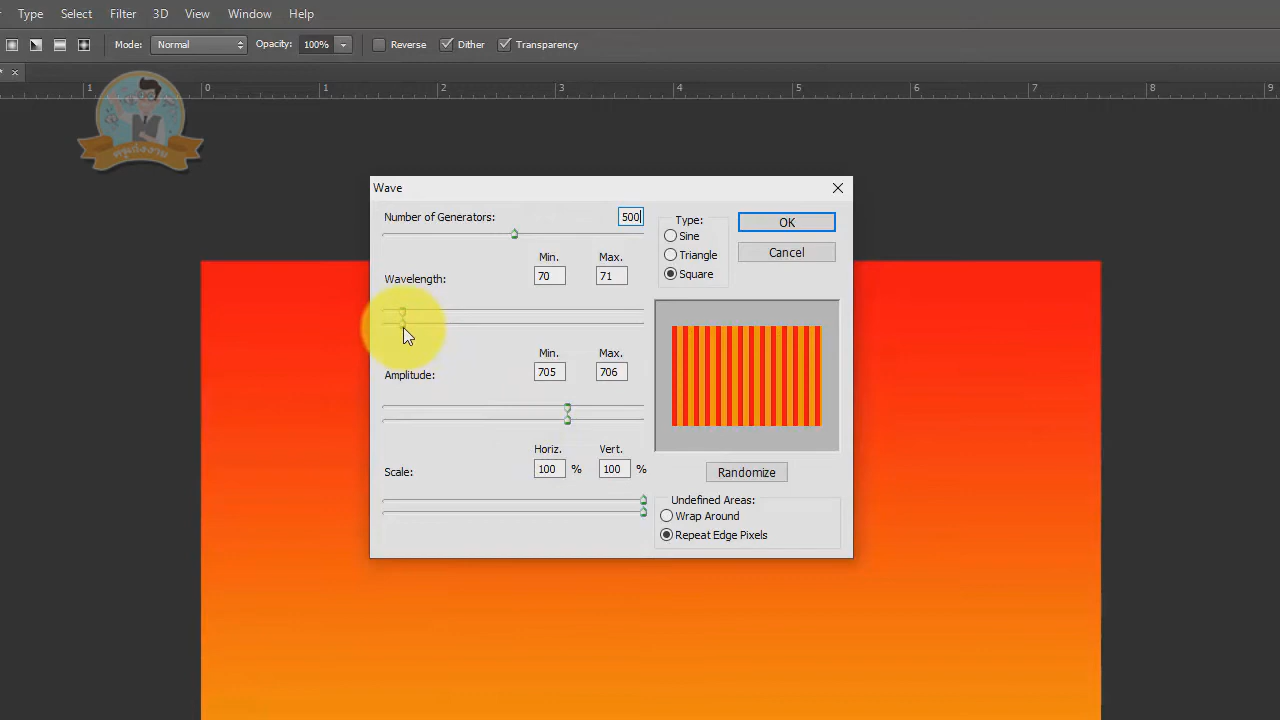 Type Select Filter 3D View Window Help
Mode: Normal Opacity: 100% Reverse Dither Transparency
1 0 1 2 3 4 5 6 7 8 9
Wave
Number of Generators: 500
Type:
OK
Sine
Min. Max.
Cancel
Triangle
Wavelength: 70 71
Square
Min. Max.
Amplitude: 705 706
Horiz. Vert.
Scale: 100 % 100 %
Randomize
Undefined Areas:
Wrap Around
Repeat Edge Pixels